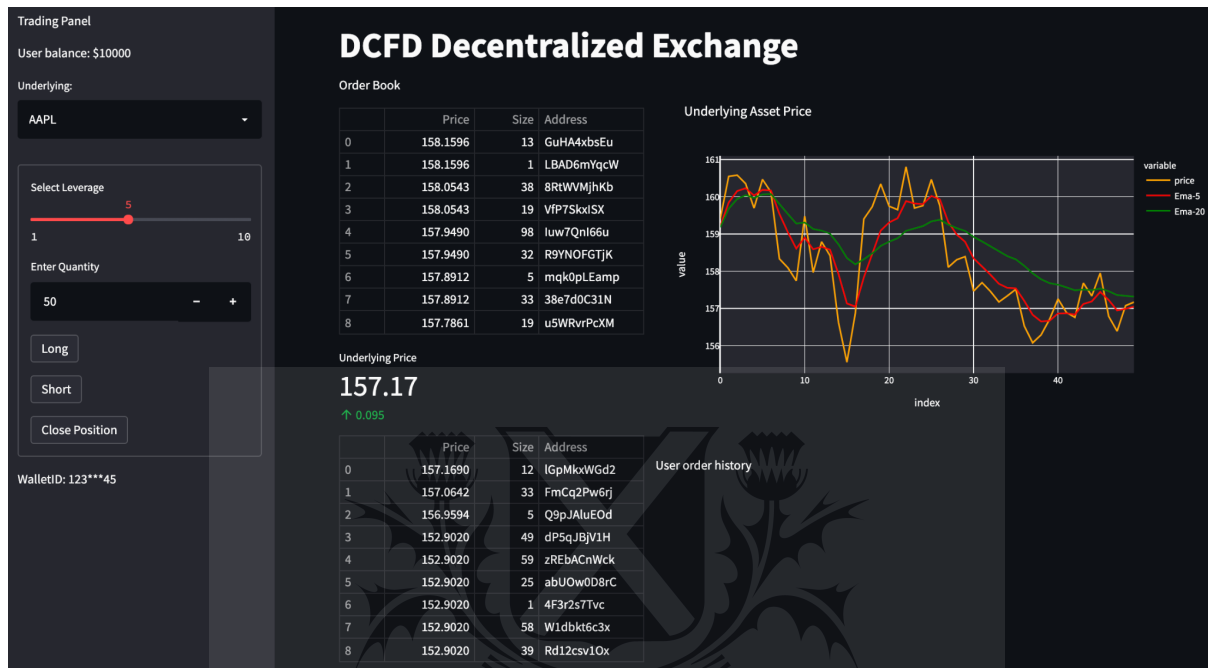 Trading Panel
User balance: $10000
Underlying:
AAPL
Select Leverage
5
1 10
Enter Quantity
50 - +
Long
Short
Close Position
WalletID: 123***45
DCFD Decentralized Exchange
Order Book
Price Size Address
0 158.1596 13 GuHA4xbsEu
1 158.1596 1 LBAD6mYqcW
2 158.0543 38 8RtWVMjhKb
3 158.0543 19 VfP7SkxISX
4 157.9490 98 Iuw7QnI66u
5 157.9490 32 R9YNOFGTjK
6 157.8912 5 mqk0pLEamp
7 157.8912 33 38e7d0C31N
8 157.7861 19 u5WRvrPcXM
Underlying Price
157.17
↑ 0.095
Price Size Address
0 157.1690 12 lGpMkxWGd2
1 157.0642 33 FmCq2Pw6rj
2 156.9594 5 Q9pJAluEOd
3 152.9020 49 dP5qJBjV1H
4 152.9020 59 zREbACnWck
5 152.9020 25 abUOw0D8rC
6 152.9020 1 4F3r2s7Tvc
7 152.9020 58 W1dbkt6c3x
8 152.9020 39 Rd12csv1Ox
Underlying Asset Price
161
160
159
158
157
156
value
0 10 20 30 40
index
variable
price
Ema-5
Ema-20
User order history